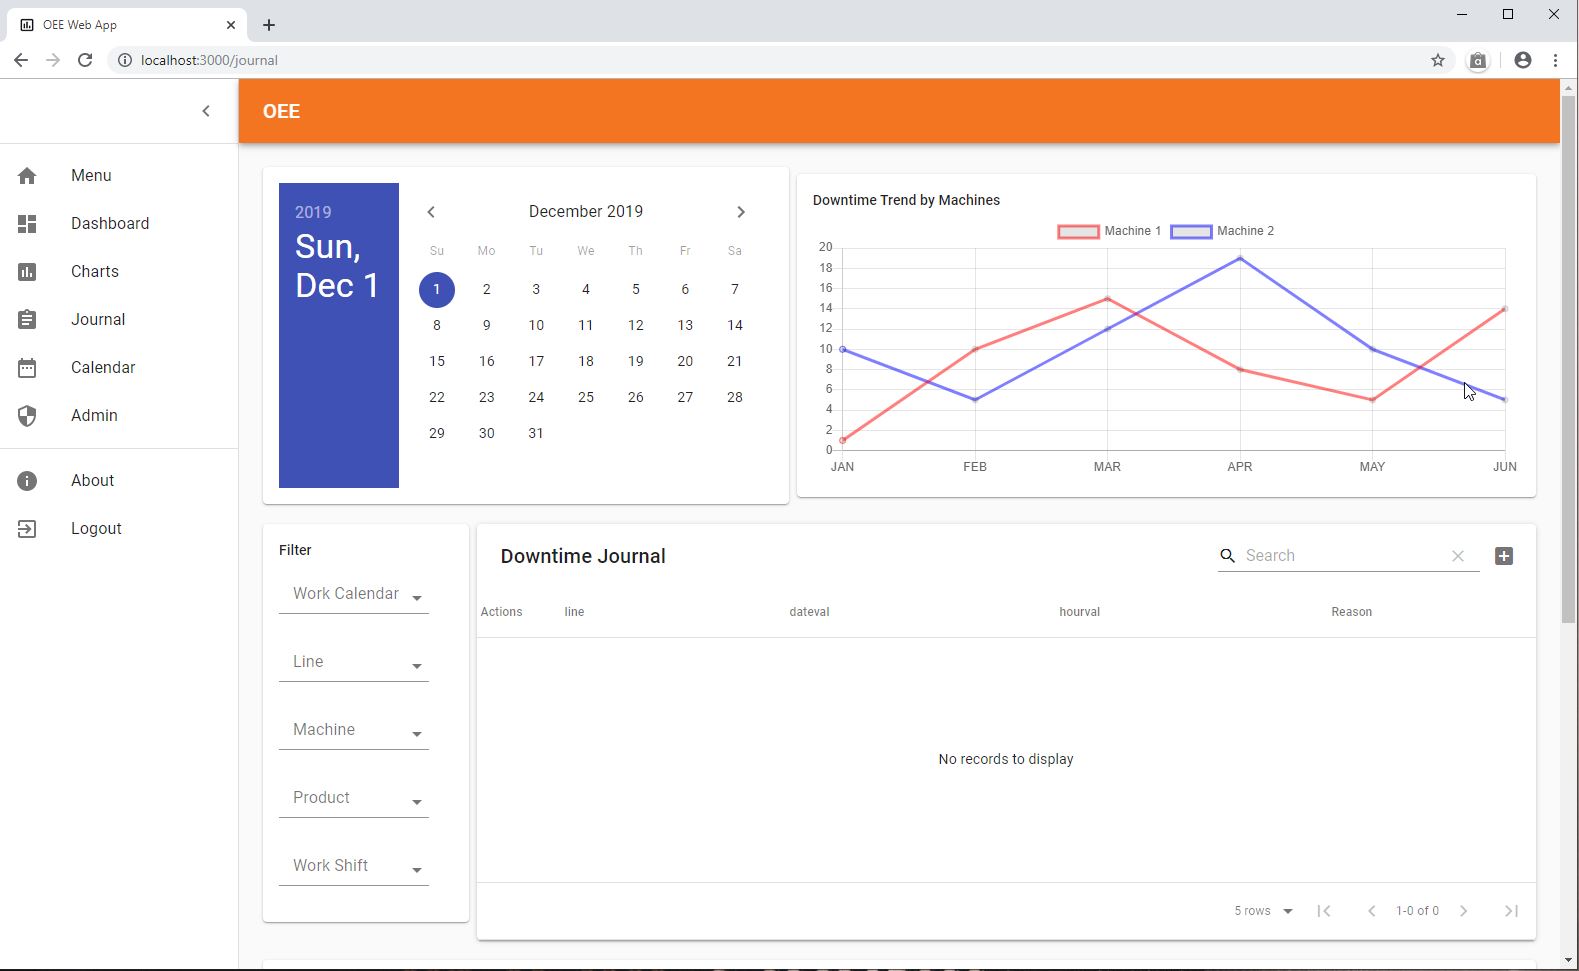 OEE Web App
localhost:3000/journal
OEE
Menu
Dashboard
Charts
Journal
Calendar
Admin
About
Logout
2019
Sun,
Dec 1
December 2019
Su Mo Tu We Th Fr Sa
1 2 3 4 5 6 7
8 9 10 11 12 13 14
15 16 17 18 19 20 21
22 23 24 25 26 27 28
29 30 31
Downtime Trend by Machines
Machine 1 Machine 2
20
18
16
14
12
10
8
6
4
2
0
JAN FEB MAR APR MAY JUN
Filter
Work Calendar
Line
Machine
Product
Work Shift
Downtime Journal
Search
Actions line dateval hourval Reason
No records to display
5 rows 1-0 of 0